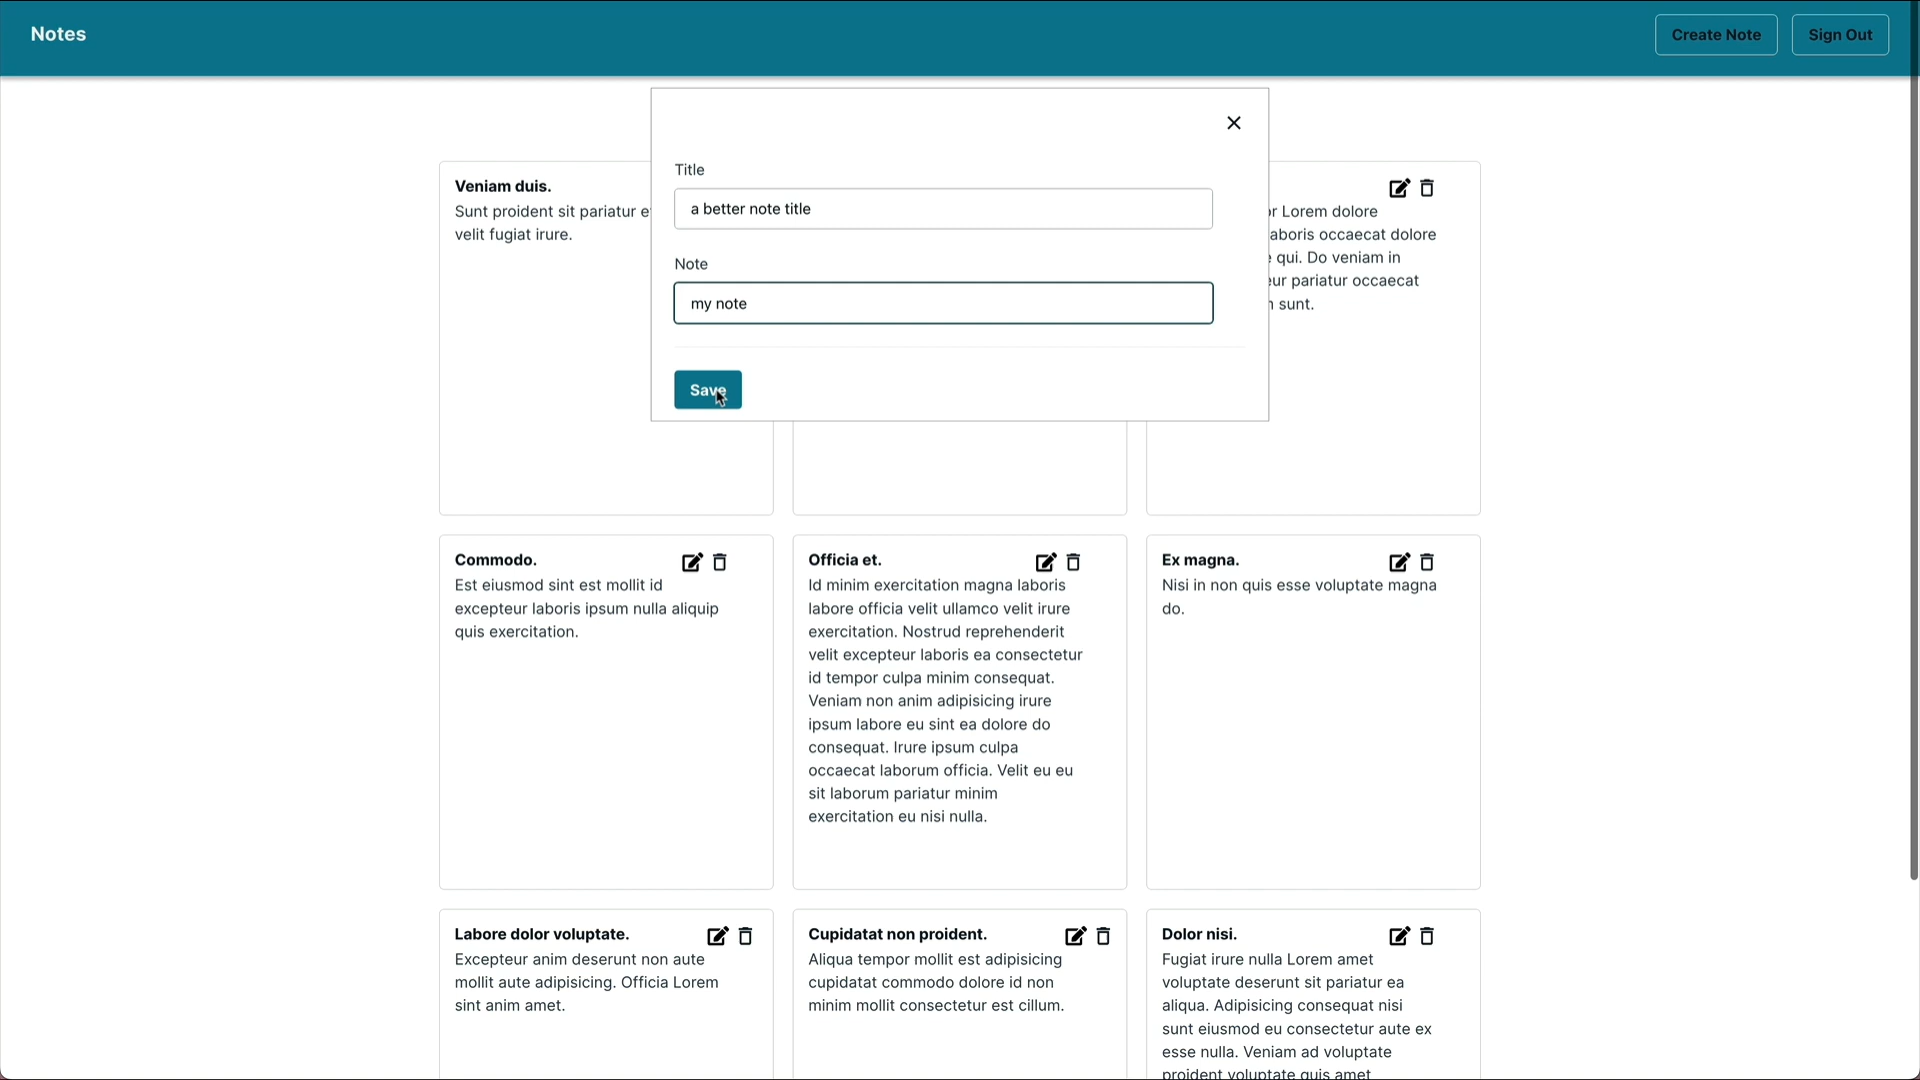 Notes
Create Note
Sign Out
Title
a better note title
Note
my note
Save
Veniam duis.
Sunt proident sit pariatur
velit fugiat irure.
Lorem dolore
occaecat dolore
qui. Do veniam in
pariatur occaecat
sunt.
Commodo.
Est eiusmod sint est mollit id
excepteur laboris ipsum nulla aliquip
quis exercitation.
Officia et.
Id minim exercitation magna laboris
labore officia velit ullamco velit irure
exercitation. Nostrud reprehenderit
velit excepteur laboris ea consectetur
id tempor culpa minim consequat.
Veniam non anim adipisicing irure
ipsum labore eu sint ea dolore do
consequat. Irure ipsum culpa
occaecat laborum officia. Velit eu eu
sit laborum pariatur minim
exercitation eu nisi nulla.
Ex magna.
Nisi in non quis esse voluptate magna
do.
Labore dolor voluptate.
Excepteur anim deserunt non aute
mollit aute adipisicing. Officia Lorem
sint anim amet.
Cupidatat non proident.
Aliqua tempor mollit est adipisicing
cupidatat commodo dolore id non
minim mollit consectetur est cillum.
Dolor nisi.
Fugiat irure nulla Lorem amet
voluptate deserunt sit pariatur ea
aliqua. Adipisicing consequat nisi
sunt eiusmod eu consectetur aute ex
esse nulla. Veniam ad voluptate
proident voluptate quis amet